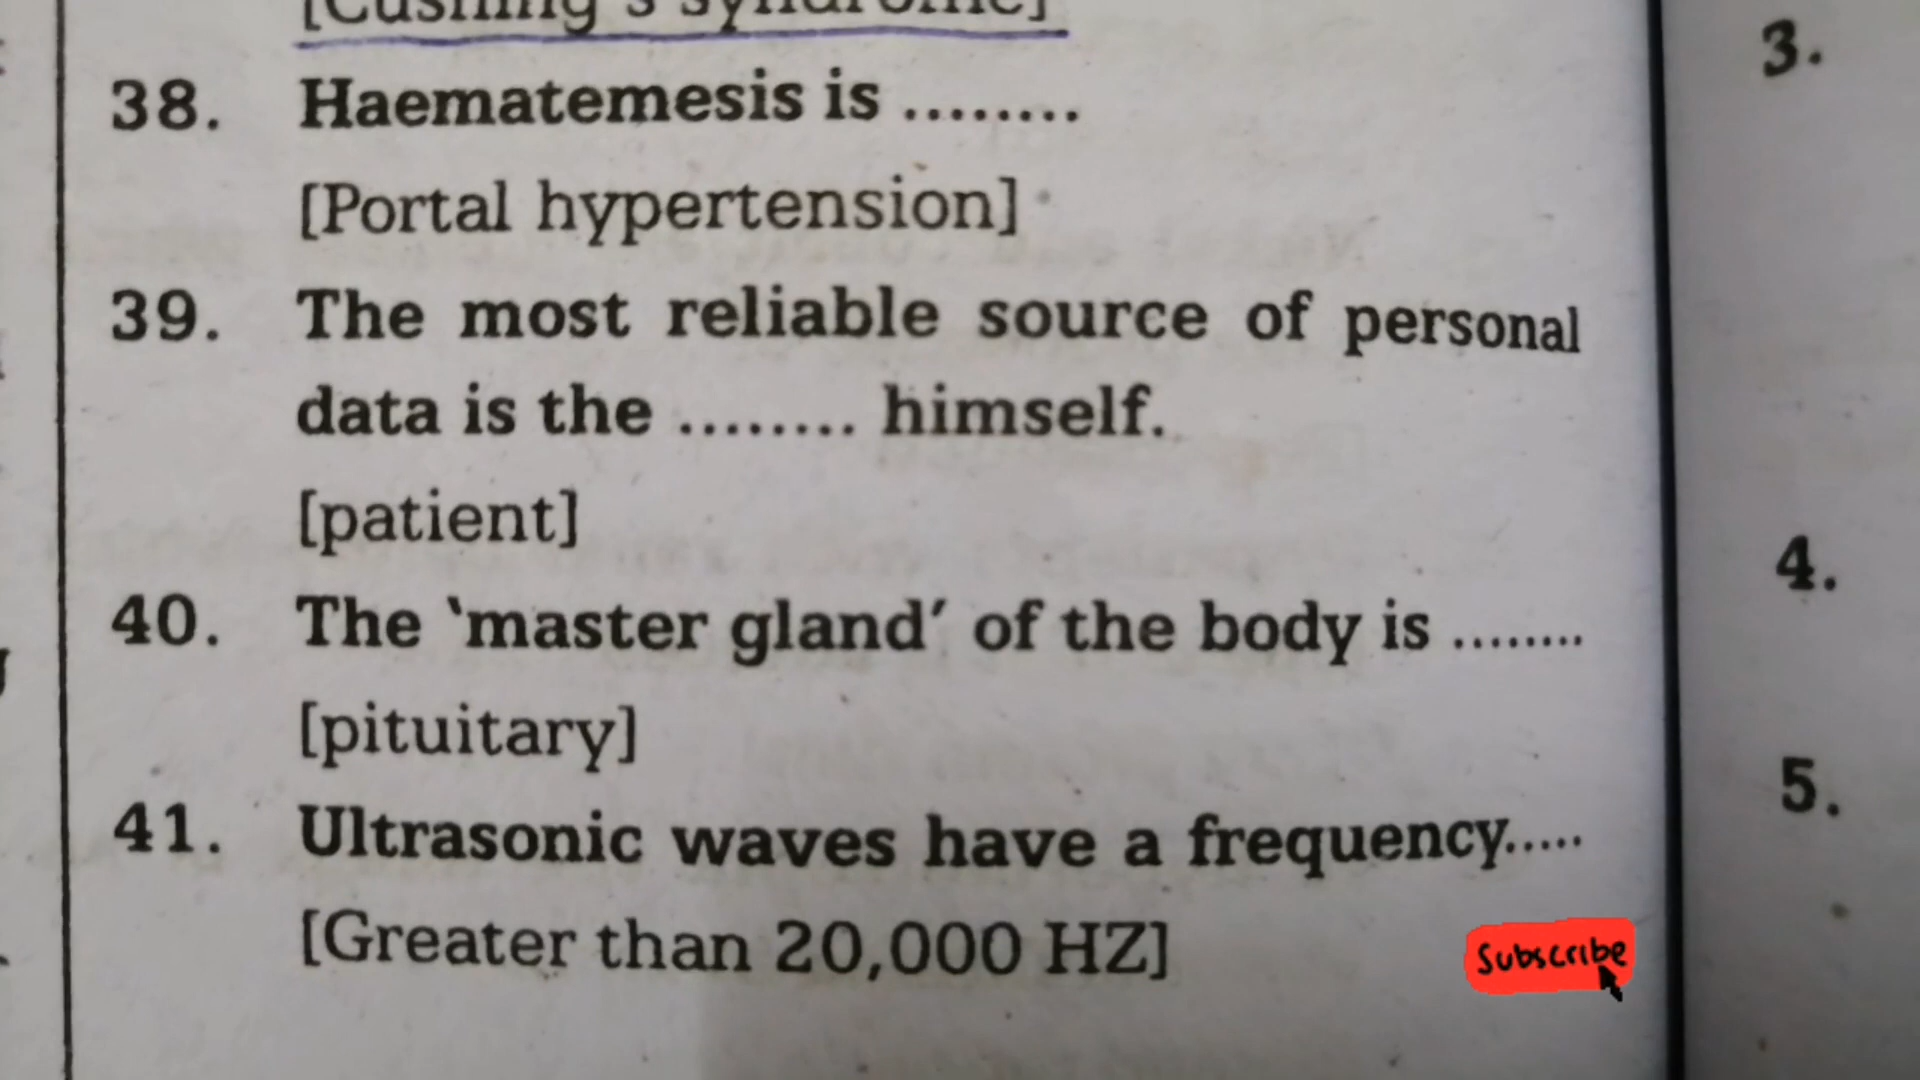 [Cushing's syndrome]
38. Haematemesis is ........
[Portal hypertension]
39. The most reliable source of personal
data is the ........ himself.
[patient]
40. The 'master gland' of the body is ........
[pituitary]
41. Ultrasonic waves have a frequency.....
[Greater than 20,000 HZ]
Subscribe
3.
4.
5.